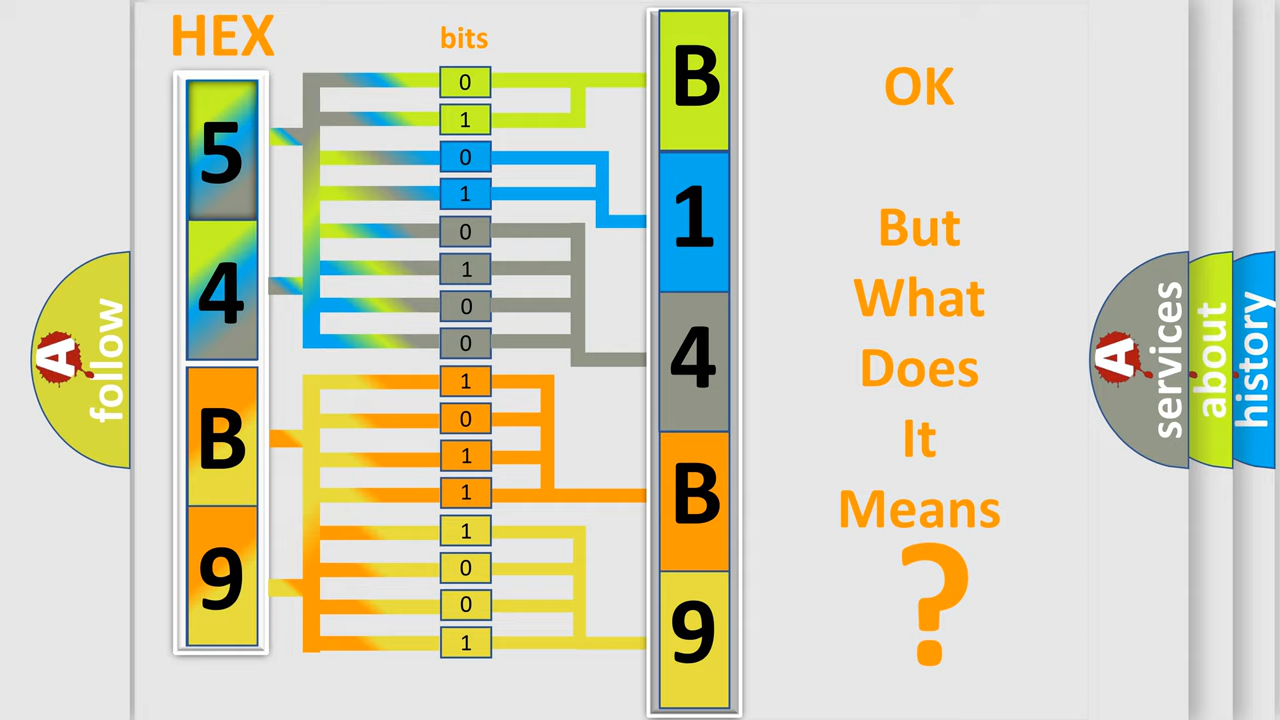 HEX
bits
5
4
B
9
0
1
0
1
0
1
0
0
1
0
1
1
1
0
0
1
B
1
4
B
9
OK
But
What
Does
It
Means
?
A
follow
A
services
about
history